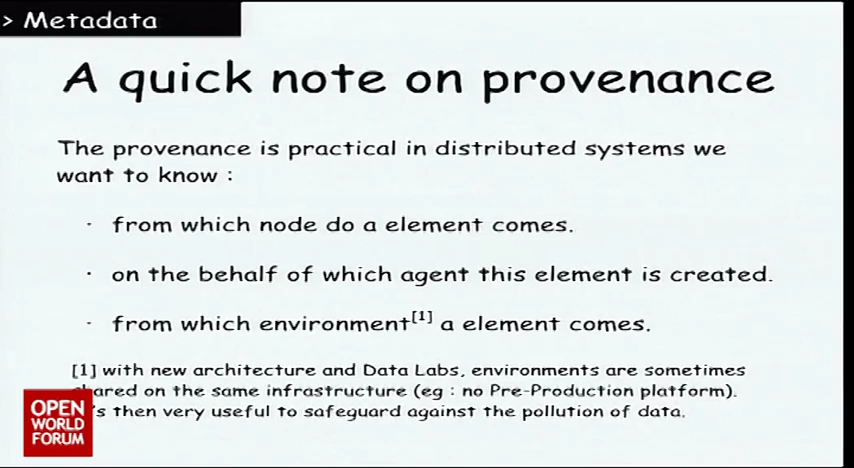 > Metadata
A quick note on provenance
The provenance is practical in distributed systems we
want to know :
· from which node do a element comes.
· on the behalf of which agent this element is created.
· from which environment[1] a element comes.
[1] with new architecture and Data Labs, environments are sometimes
on the same infrastructure (eg : no Pre-Production platform).
then very useful to safeguard against the pollution of data.
OPEN
WORLD
FORUM